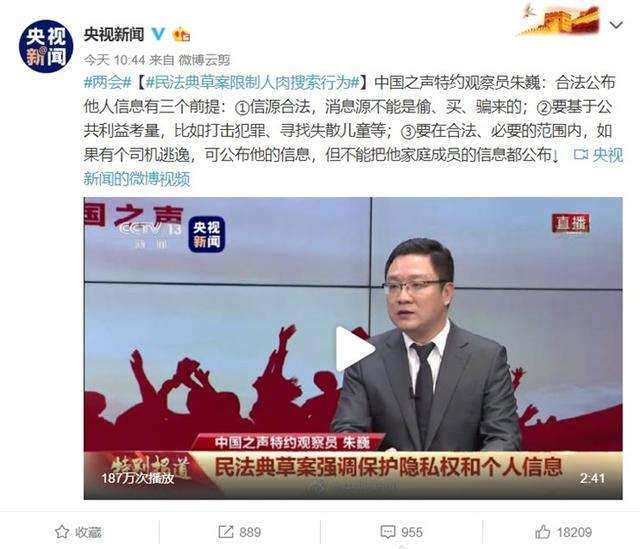 央视
新闻
央视新闻
今天 10:44 来自 微博云剪
#两会##民法典草案限制人肉搜索行为#中国之声特约观察员朱巍：合法公布
他人信息有三个前提：①信源合法，消息源不能是偷、买、骗来的；②要基于公
共利益考量，比如打击犯罪、寻找失散儿童等；③要在合法、必要的范围内，如
果有个司机逃逸，可公布他的信息，但不能把他家庭成员的信息都公布↓ 央视
新闻的微博视频
国之声
CCTV 13
新闻
央视
新闻
直播
中国之声特约观察员 朱巍
特别报道
民法典草案强调保护隐私权和个人信息
187万次播放
2:41
收藏
889
955
18209